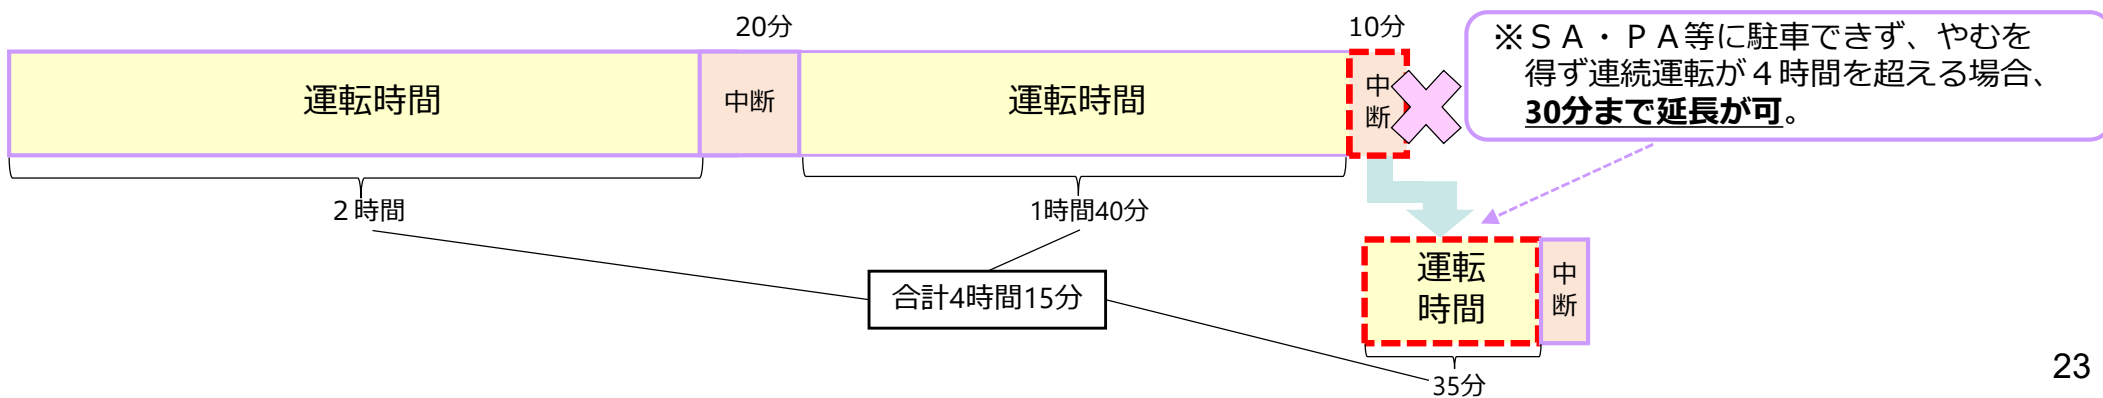 20分
10分
運転時間
中断
運転時間
中
断
※ＳＡ・ＰＡ等に駐車できず、やむを
得ず連続運転が４時間を超える場合、
30分まで延長が可。
２時間
1時間40分
合計4時間15分
運転
時間
中
断
35分
23